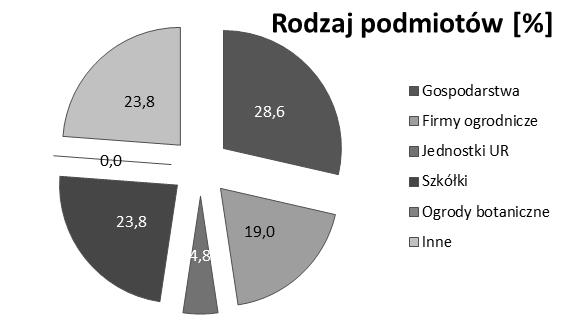 Rodzaj podmiotów [%]
28,6
19,0
4,8
23,8
0,0
23,8
Gospodarstwa
Firmy ogrodnicze
Jednostki UR
Szkółki
Ogrody botaniczne
Inne